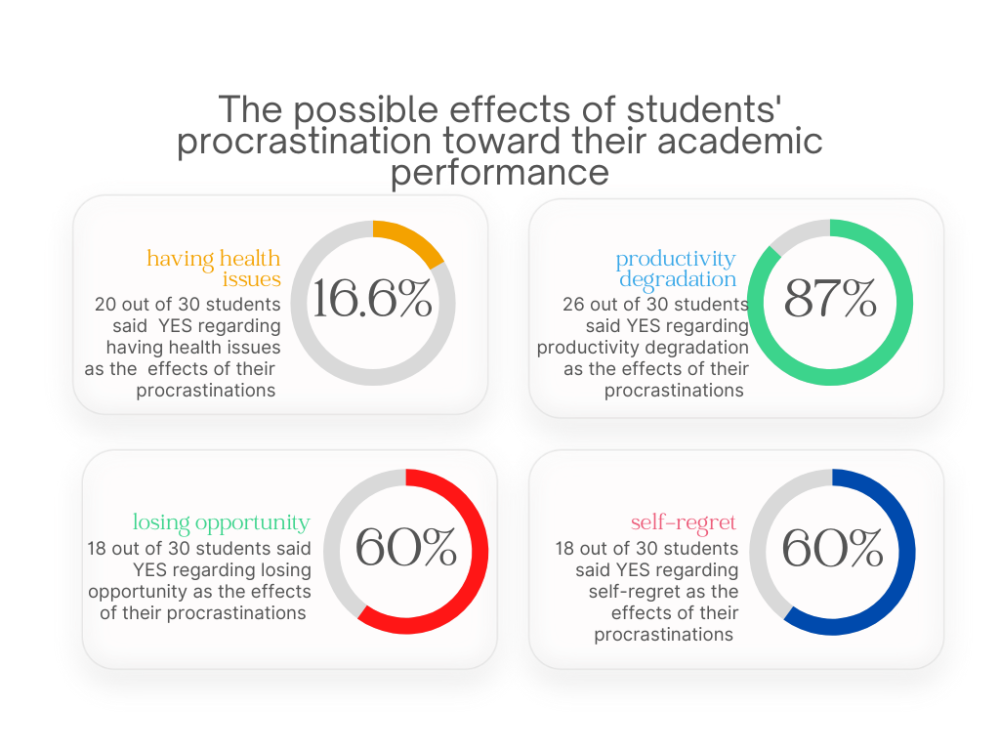 The possible effects of students'
procrastination toward their academic
performance
having health
issues
20 out of 30 students
said YES regarding
having health issues
as the effects of their
procrastinations
16.6%
productivity
degradation
26 out of 30 students
said YES regarding
productivity degradation
as the effects of their
procrastinations
87%
losing opportunity
18 out of 30 students said
YES regarding losing
opportunity as the effects
of their procrastinations
60%
self-regret
18 out of 30 students
said YES regarding
self-regret as the
effects of their
procrastinations
60%